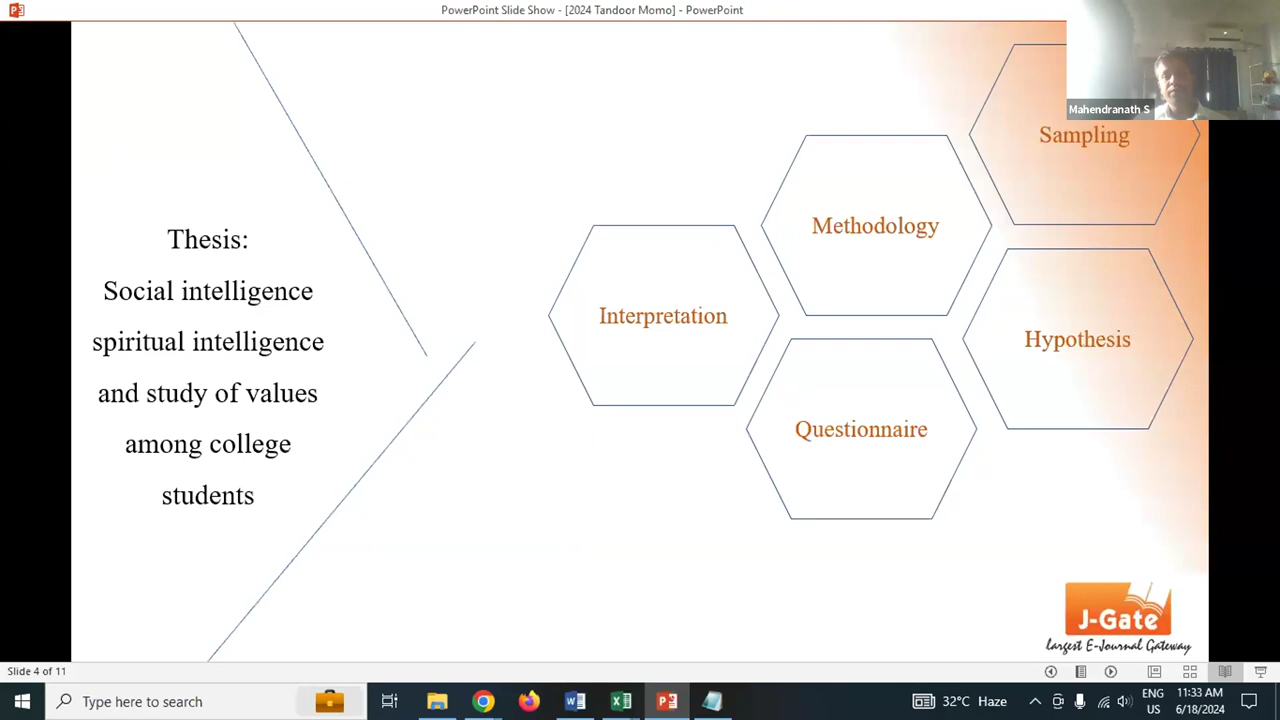 PowerPoint Slide Show - [2024 Tandoor Momo] - PowerPoint
Mahendranath S
Sampling
Methodology
Thesis:
Social intelligence
spiritual intelligence
and study of values
among college
students
Interpretation
Hypothesis
Questionnaire
J-Gate
largest E-Journal Gateway
Slide 4 of 11
Type here to search
32°C Haze
ENG
US
11:33 AM
6/18/2024